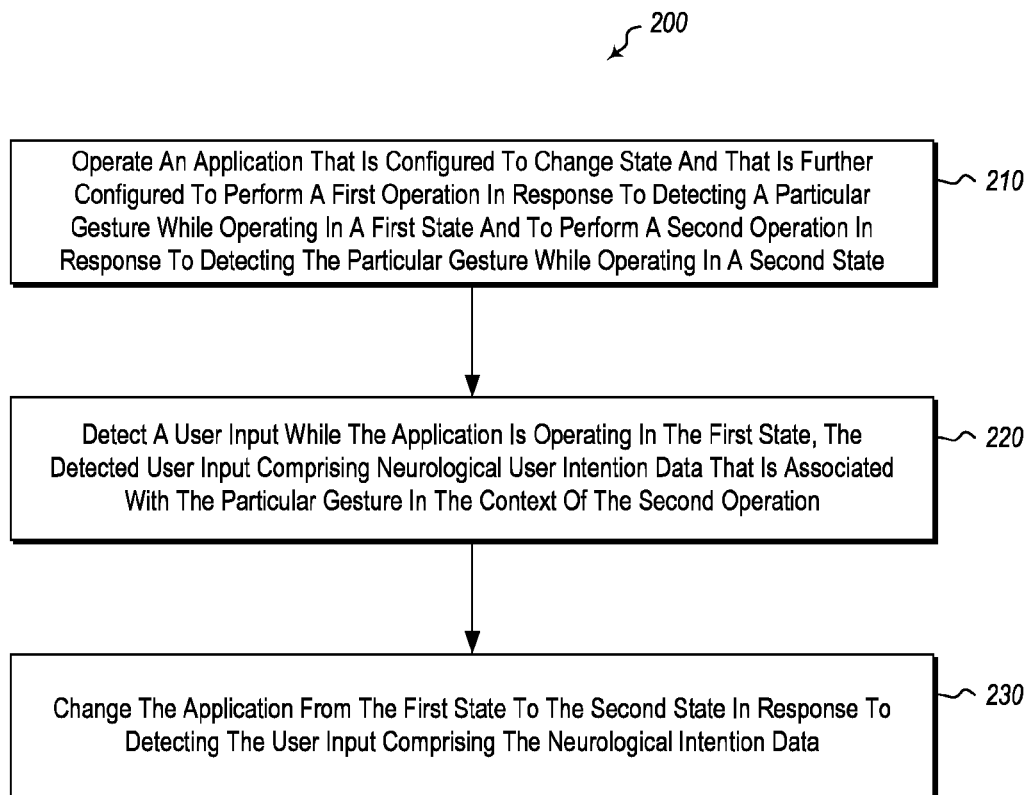 200
Operate An Application That Is Configured To Change State And That Is Further
Configured To Perform A First Operation In Response To Detecting A Particular
Gesture While Operating In A First State And To Perform A Second Operation In
Response To Detecting The Particular Gesture While Operating In A Second State
210
Detect A User Input While The Application Is Operating In The First State, The
Detected User Input Comprising Neurological User Intention Data That Is Associated
With The Particular Gesture In The Context Of The Second Operation
220
Change The Application From The First State To The Second State In Response To
Detecting The User Input Comprising The Neurological Intention Data
230